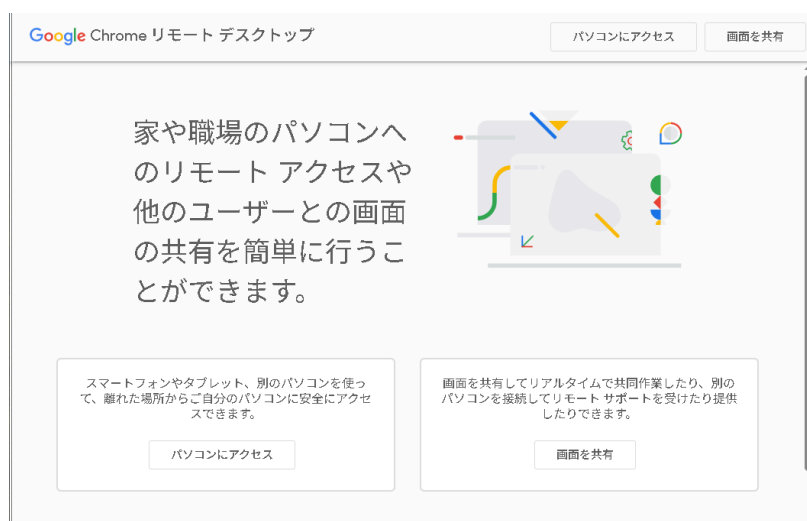 Google Chrome リモート デスクトップ
パソコンにアクセス
画面を共有
家や職場のパソコンへ
のリモート アクセスや
他のユーザーとの画面
の共有を簡単に行うこ
とができます。
スマートフォンやタブレット、別のパソコンを使っ
て、離れた場所からご自分のパソコンに安全にアクセ
スできます。
パソコンにアクセス
画面を共有してリアルタイムで共同作業したり、別の
パソコンを接続してリモート サポートを受けたり提供
したりできます。
画面を共有